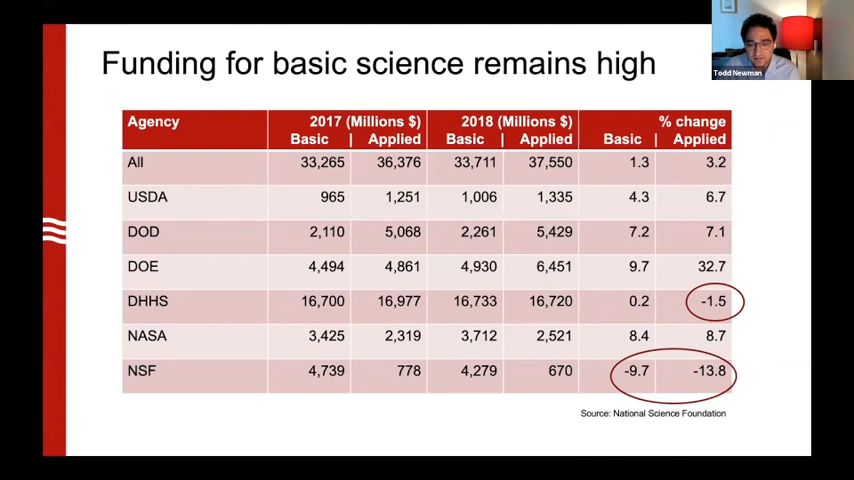 Todd Newman
Funding for basic science remains high
Agency 2017 (Millions $) 2018 (Millions $) % change
Basic | Applied Basic | Applied Basic | Applied
All 33,265 36,376 33,711 37,550 1.3 3.2
USDA 965 1,251 1,006 1,335 4.3 6.7
DOD 2,110 5,068 2,261 5,429 7.2 7.1
DOE 4,494 4,861 4,930 6,451 9.7 32.7
DHHS 16,700 16,977 16,733 16,720 0.2 -1.5
NASA 3,425 2,319 3,712 2,521 8.4 8.7
NSF 4,739 778 4,279 670 -9.7 -13.8
Source: National Science Foundation